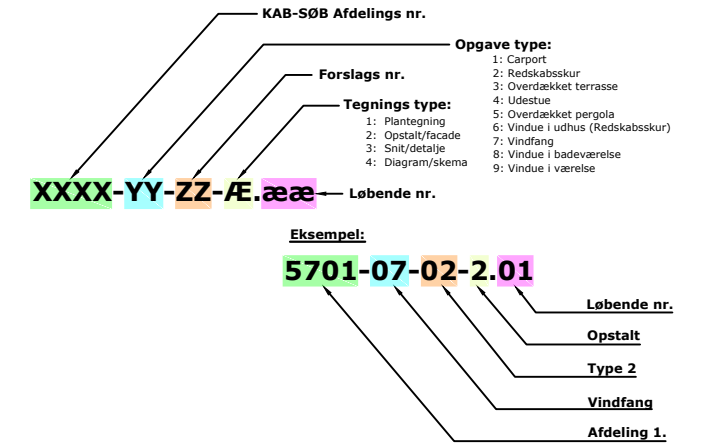 KAB-SØB Afdelings nr.
Opgave type:
1: Carport
2: Redskabsskur
3: Overdækket terrasse
4: Udestue
5: Overdækket pergola
6: Vindue i udhus (Redskabsskur)
7: Vindfang
8: Vindue i badeværelse
9: Vindue i værelse
Forslags nr.
Tegnings type:
1: Plantegning
2: Opstalt/facade
3: Snit/detalje
4: Diagram/skema
XXXX-YY-ZZ-Æ.ææ
Løbende nr.
Eksempel:
5701-07-02-2.01
Løbende nr.
Opstalt
Type 2
Vindfang
Afdeling 1.